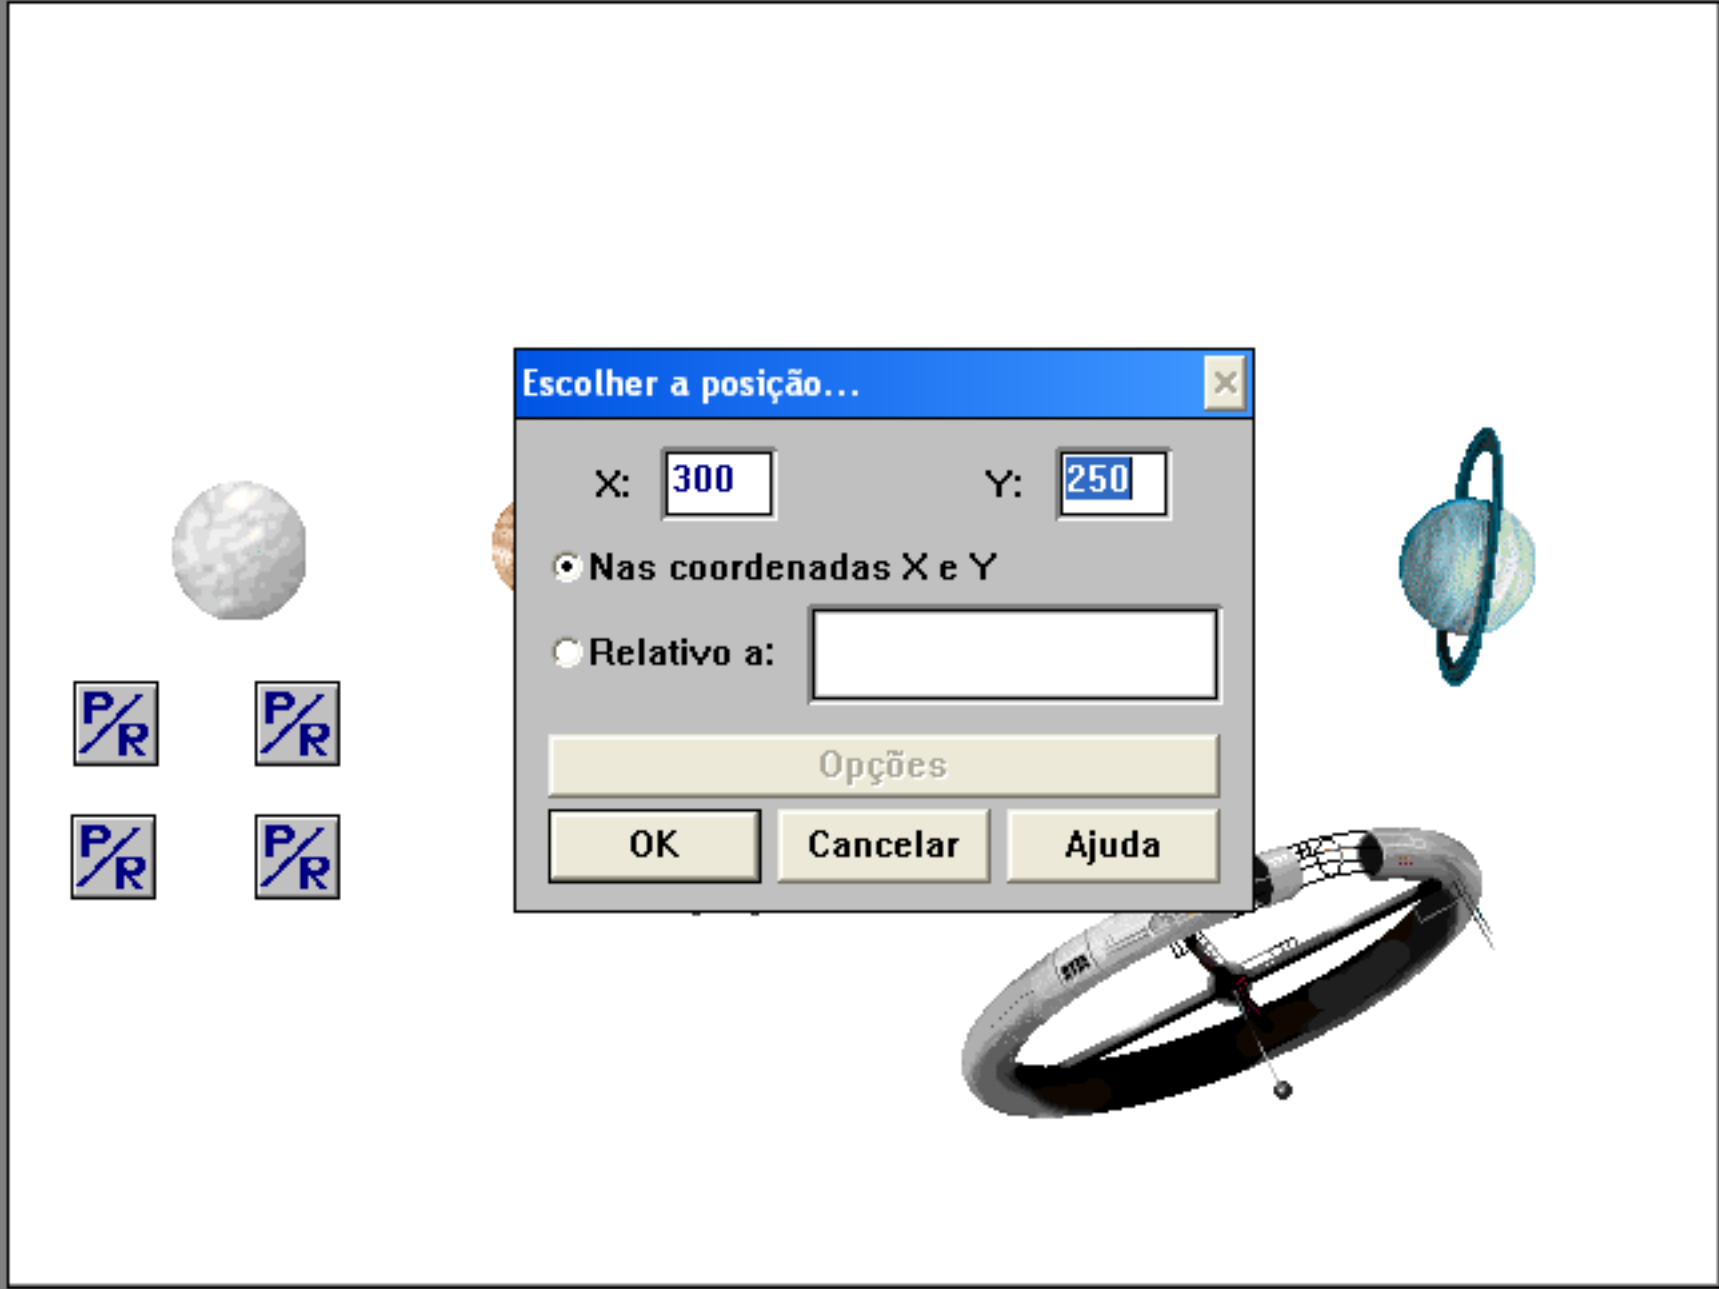 Escolher a posição...
X: 300 Y: 250
Nas coordenadas X e Y
Relativo a:
P/R P/R
Opções
P/R P/R
OK Cancelar Ajuda